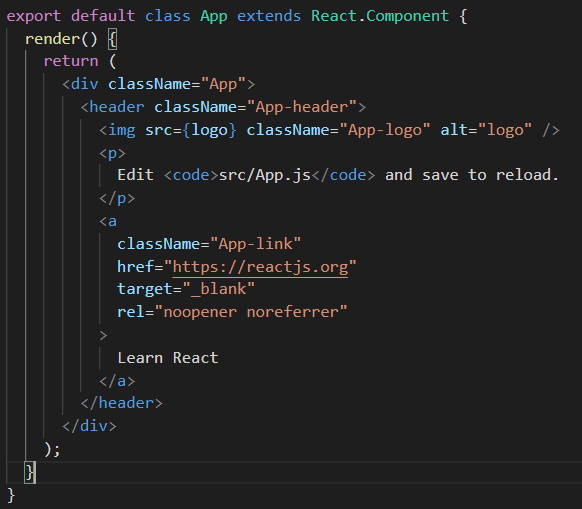 export default class App extends React.Component {
  render() {
    return (
      <div className="App">
        <header className="App-header">
          <img src={logo} className="App-logo" alt="logo" />
          <p>
            Edit <code>src/App.js</code> and save to reload.
          </p>
          <a
            className="App-link"
            href="https://reactjs.org"
            target="_blank"
            rel="noopener noreferrer"
          >
            Learn React
          </a>
        </header>
      </div>
    );
  }
}